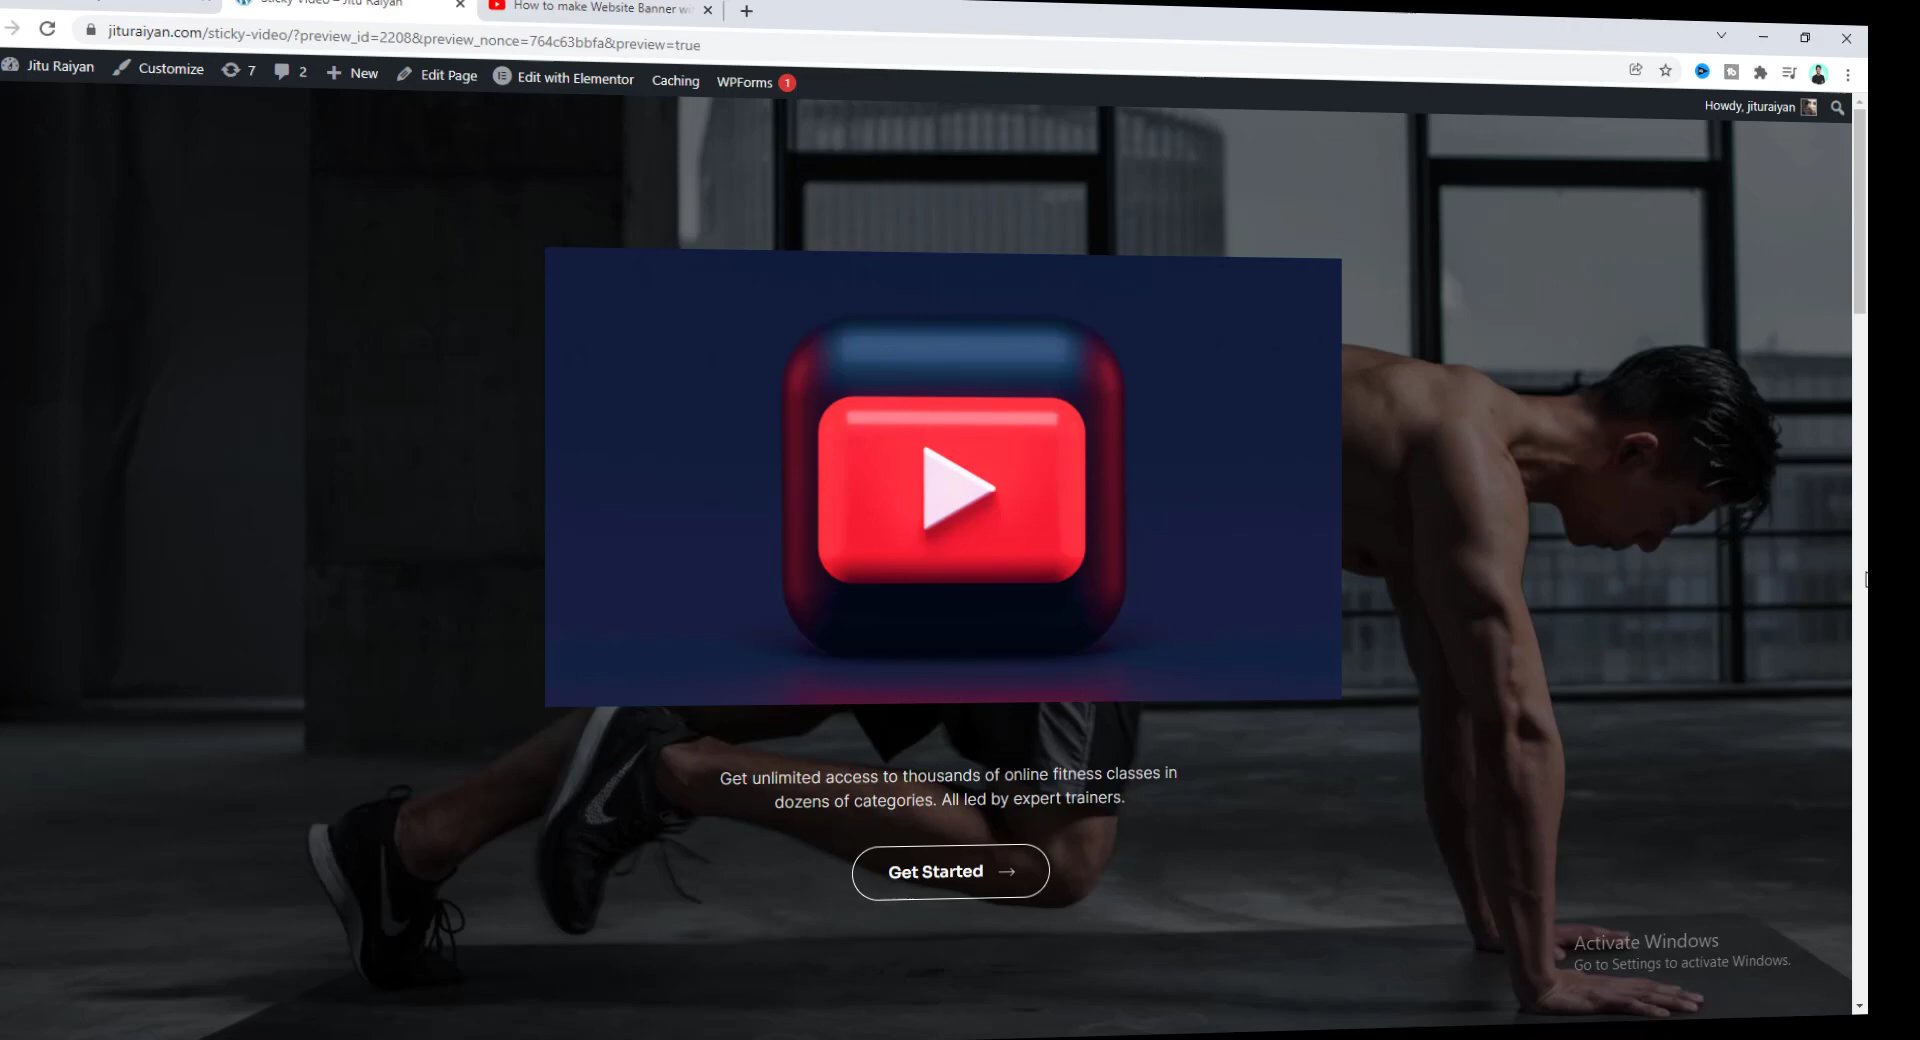 Sticky Video – Jitu Raiyan
How to make Website Banner wi
jituraiyan.com/sticky-video/?preview_id=2208&preview_nonce=764c63bbfa&preview=true
Jitu Raiyan Customize 7 2 New Edit Page Edit with Elementor Caching WPForms 1
Howdy, jituraiyan
Get unlimited access to thousands of online fitness classes in
dozens of categories. All led by expert trainers.
Get Started →
Activate Windows
Go to Settings to activate Windows.